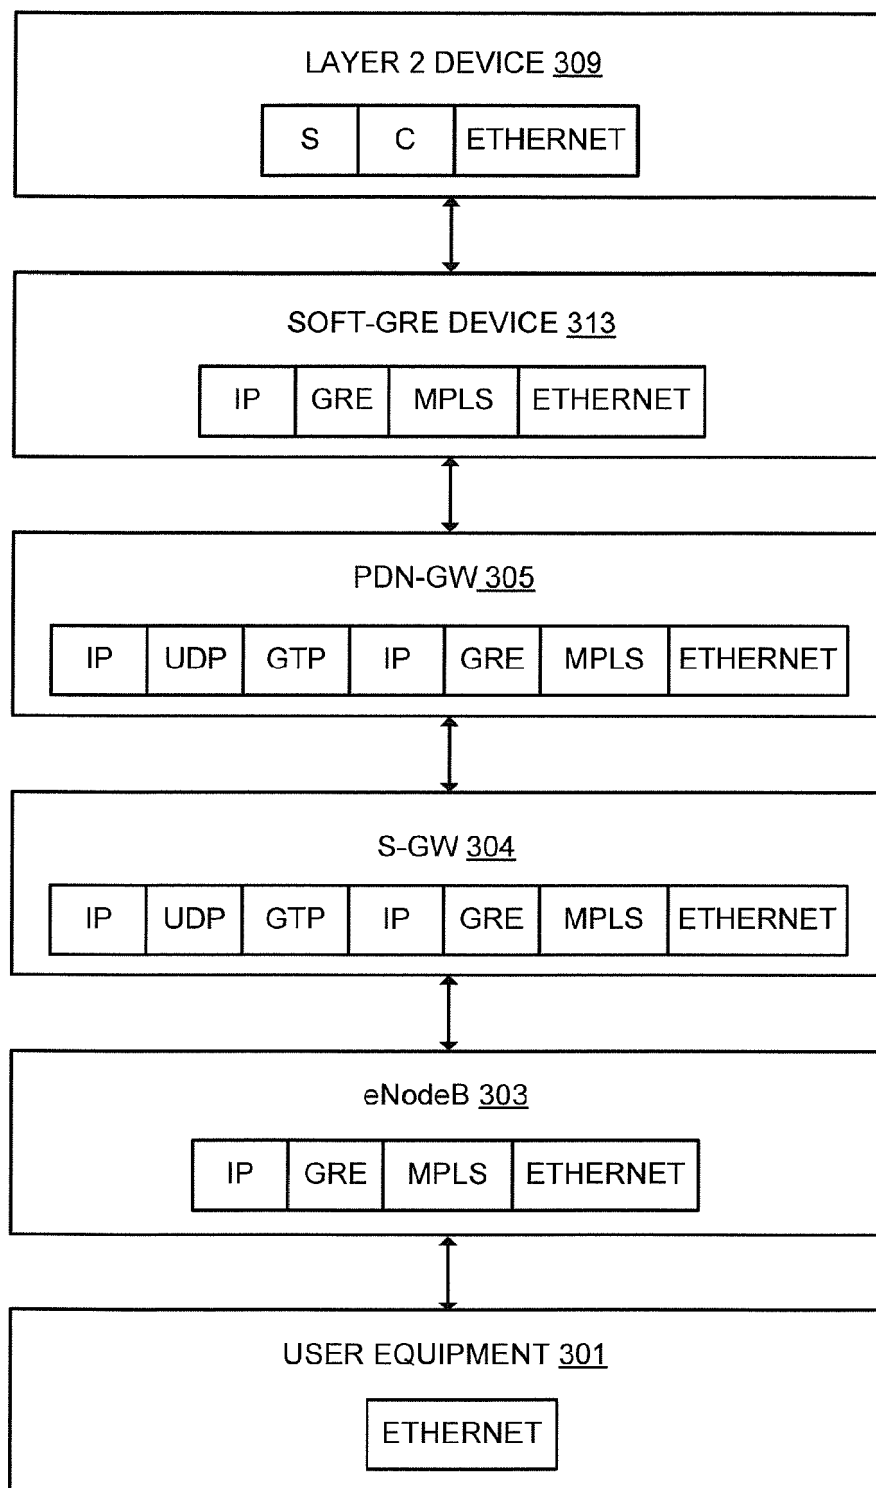 LAYER 2 DEVICE 309
S C ETHERNET
SOFT-GRE DEVICE 313
IP GRE MPLS ETHERNET
PDN-GW 305
IP UDP GTP IP GRE MPLS ETHERNET
S-GW 304
IP UDP GTP IP GRE MPLS ETHERNET
eNodeB 303
IP GRE MPLS ETHERNET
USER EQUIPMENT 301
ETHERNET